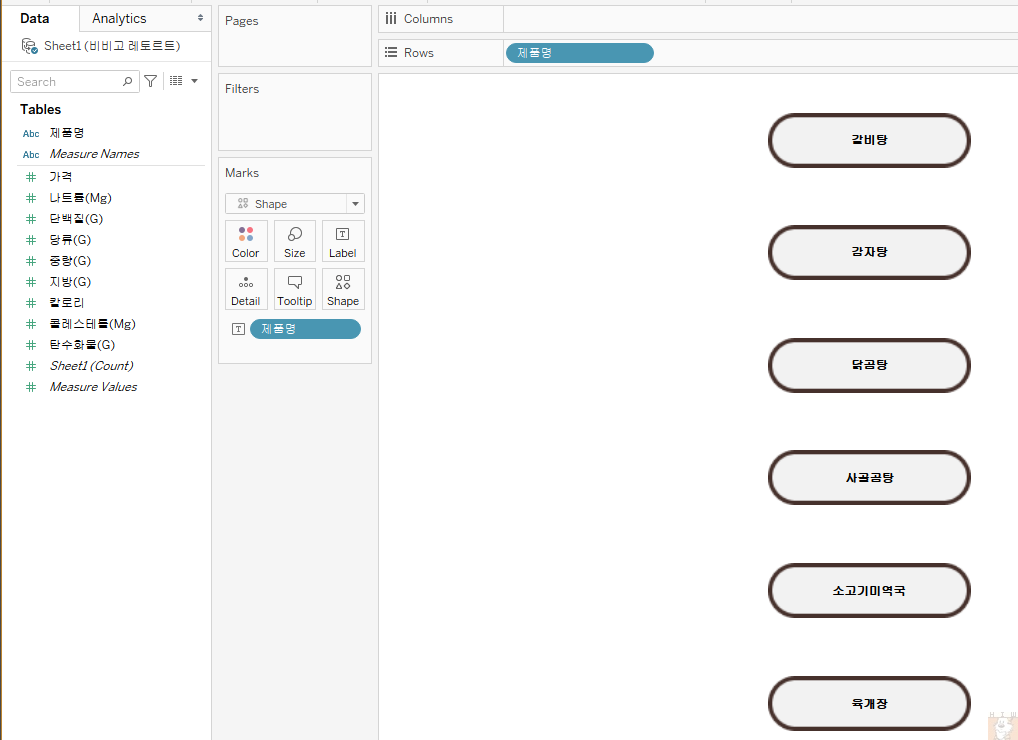 Data
Analytics
Sheet1 (비비고 레토르트)
Search
Tables
Abc 제품명
Abc Measure Names
가격
나트륨(Mg)
단백질(G)
당류(G)
중량(G)
지방(G)
칼로리
콜레스테롤(Mg)
탄수화물(G)
Sheet1 (Count)
Measure Values
Pages
Filters
Marks
Shape
Color Size Label
Detail Tooltip Shape
제품명
Columns
Rows 제품명
갈비탕
감자탕
닭곰탕
사골곰탕
소고기미역국
육개장